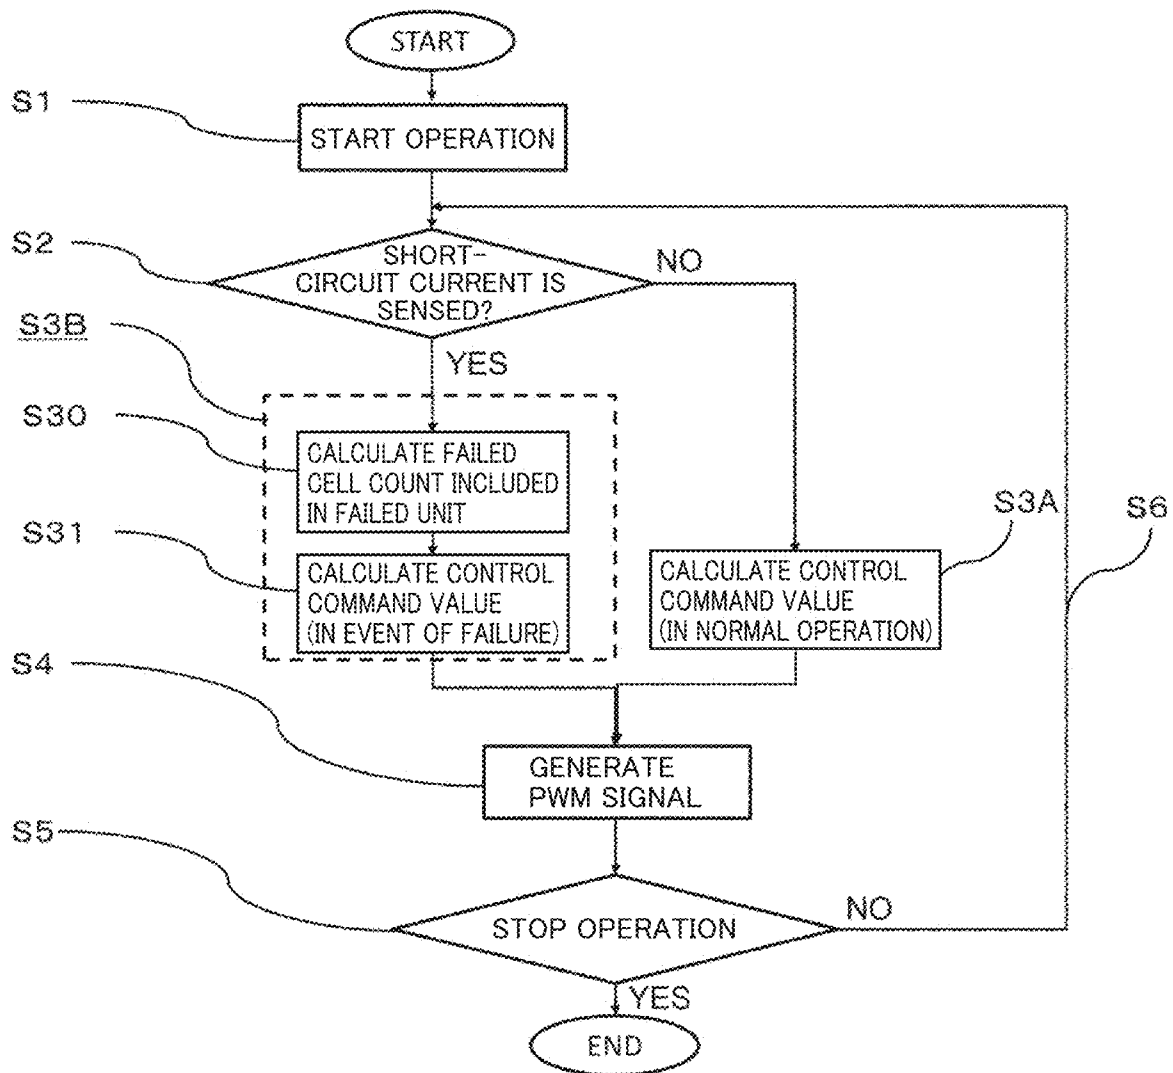 START
S1
START OPERATION
S2
SHORT-
CIRCUIT CURRENT IS
SENSED?
NO
S3B
YES
S30
CALCULATE FAILED
CELL COUNT INCLUDED
IN FAILED UNIT
S31
CALCULATE CONTROL
COMMAND VALUE
(IN EVENT OF FAILURE)
S3A
CALCULATE CONTROL
COMMAND VALUE
(IN NORMAL OPERATION)
S6
S4
GENERATE
PWM SIGNAL
S5
STOP OPERATION
NO
YES
END